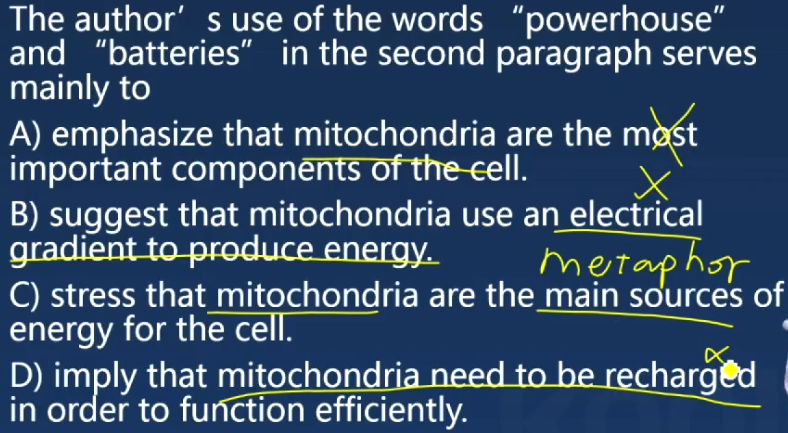 The author’s use of the words “powerhouse”
and “batteries” in the second paragraph serves
mainly to
A) emphasize that mitochondria are the most
important components of the cell.
B) suggest that mitochondria use an electrical
gradient to produce energy.
metaphor
C) stress that mitochondria are the main sources of
energy for the cell.
D) imply that mitochondria need to be recharged
in order to function efficiently.